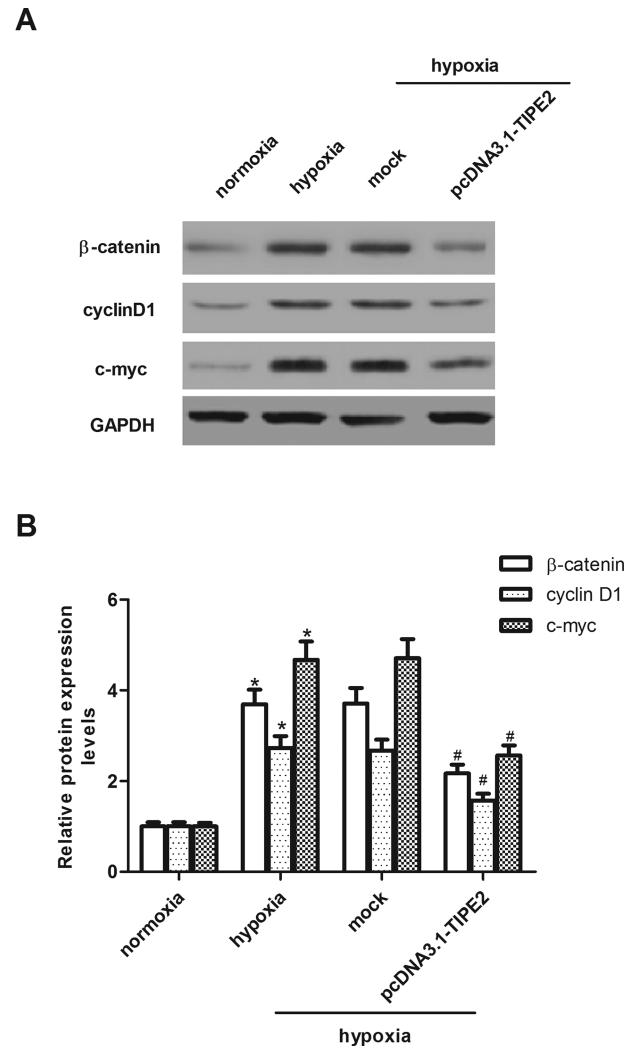 A
hypoxia
normoxia
hypoxia
mock
pcDNA3.1-TIPE2
β-catenin
cyclinD1
c-myc
GAPDH
B
β-catenin
cyclin D1
c-myc
Relative protein expression
levels
6
4
2
0
*
*
*
#
#
#
normoxia
hypoxia
mock
pcDNA3.1-TIPE2
hypoxia